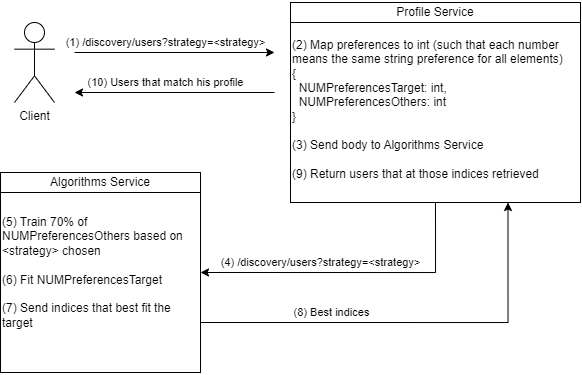 Profile Service
(1) /discovery/users?strategy=<strategy>
(2) Map preferences to int (such that each number
means the same string preference for all elements)
{
NUMPreferencesTarget: int,
NUMPreferencesOthers: int
}
(10) Users that match his profile
Client
(3) Send body to Algorithms Service
(9) Return users that at those indices retrieved
Algorithms Service
(5) Train 70% of
NUMPreferencesOthers based on
<strategy> chosen
(6) Fit NUMPreferencesTarget
(7) Send indices that best fit the
target
(4) /discovery/users?strategy=<strategy>
(8) Best indices